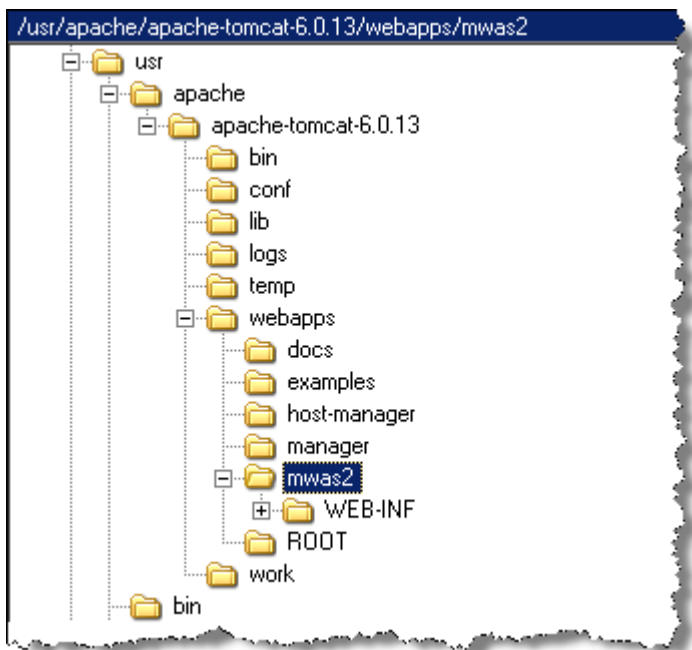 /usr/apache/apache-tomcat-6.0.13/webapps/mwas2
usr
apache
apache-tomcat-6.0.13
bin
conf
lib
logs
temp
webapps
docs
examples
host-manager
manager
mwas2
WEB-INF
ROOT
work
bin